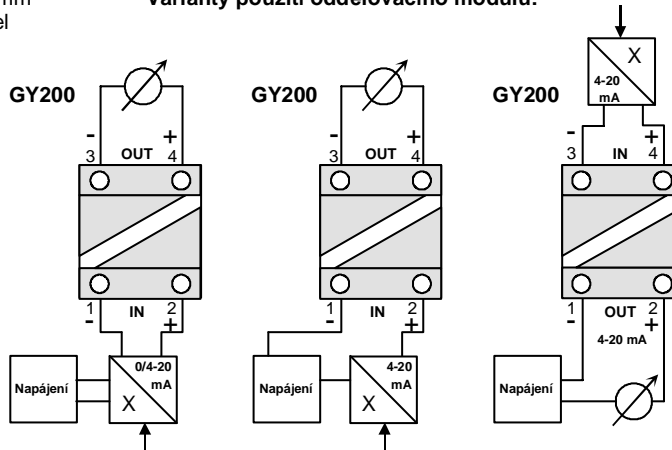 Varianty použití oddělovacího modulu:
GY200
- +
3 OUT 4
1 IN 2
- +
Napájení
0/4-20
mA
X
GY200
- +
3 OUT 4
1 IN 2
- +
Napájení
4-20
mA
X
GY200
X
4-20
mA
- +
3 IN 4
1 OUT 2
- +
4-20 mA
Napájení